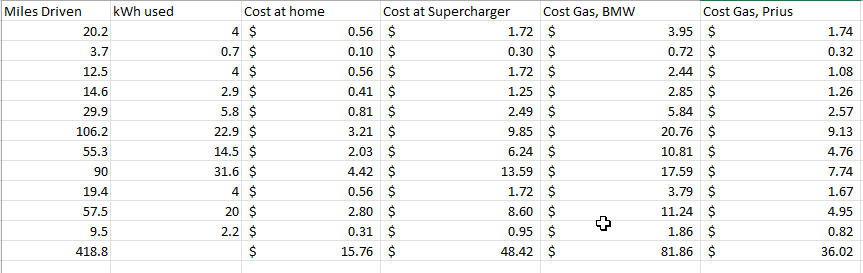 Miles Driven kWh used Cost at home Cost at Supercharger Cost Gas, BMW Cost Gas, Prius
20.2 4 $ 0.56 $ 1.72 $ 3.95 $ 1.74
3.7 0.7 $ 0.10 $ 0.30 $ 0.72 $ 0.32
12.5 4 $ 0.56 $ 1.72 $ 2.44 $ 1.08
14.6 2.9 $ 0.41 $ 1.25 $ 2.85 $ 1.26
29.9 5.8 $ 0.81 $ 2.49 $ 5.84 $ 2.57
106.2 22.9 $ 3.21 $ 9.85 $ 20.76 $ 9.13
55.3 14.5 $ 2.03 $ 6.24 $ 10.81 $ 4.76
90 31.6 $ 4.42 $ 13.59 $ 17.59 $ 7.74
19.4 4 $ 0.56 $ 1.72 $ 3.79 $ 1.67
57.5 20 $ 2.80 $ 8.60 $ 11.24 $ 4.95
9.5 2.2 $ 0.31 $ 0.95 $ 1.86 $ 0.82
418.8 $ 15.76 $ 48.42 $ 81.86 $ 36.02